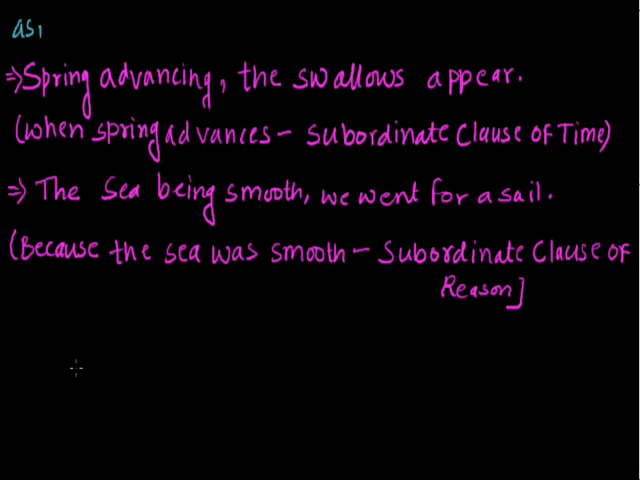 as,
⇒ Spring advancing, the swallows appear.
(when spring advances - Subordinate Clause of Time)
⇒ The Sea being smooth, we went for a sail.
(Because the sea was smooth - Subordinate Clause of
Reason]